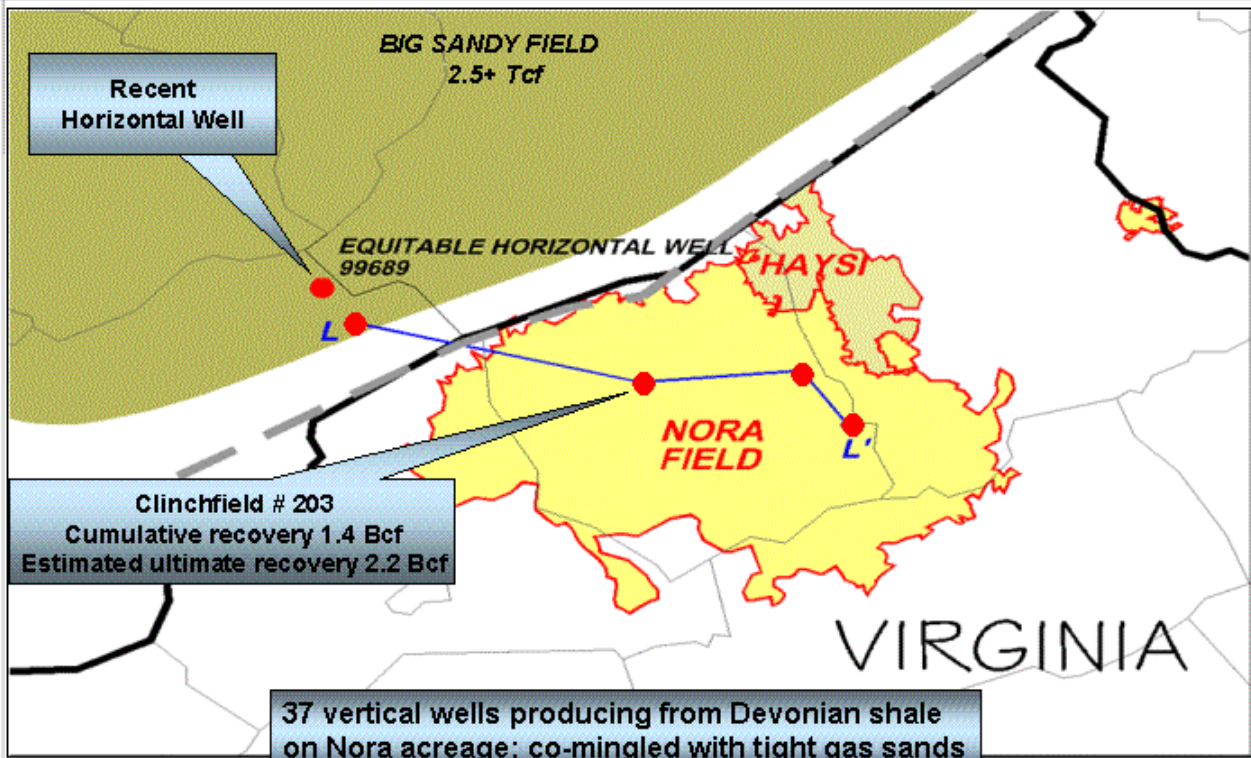 BIG SANDY FIELD
2.5+ Tcf
Recent
Horizontal Well
EQUITABLE HORIZONTAL WELL
99689
HAYSI
L
NORA
FIELD
L'
Clinchfield # 203
Cumulative recovery 1.4 Bcf
Estimated ultimate recovery 2.2 Bcf
VIRGINIA
37 vertical wells producing from Devonian shale
on Nora acreage; co-mingled with tight gas sands